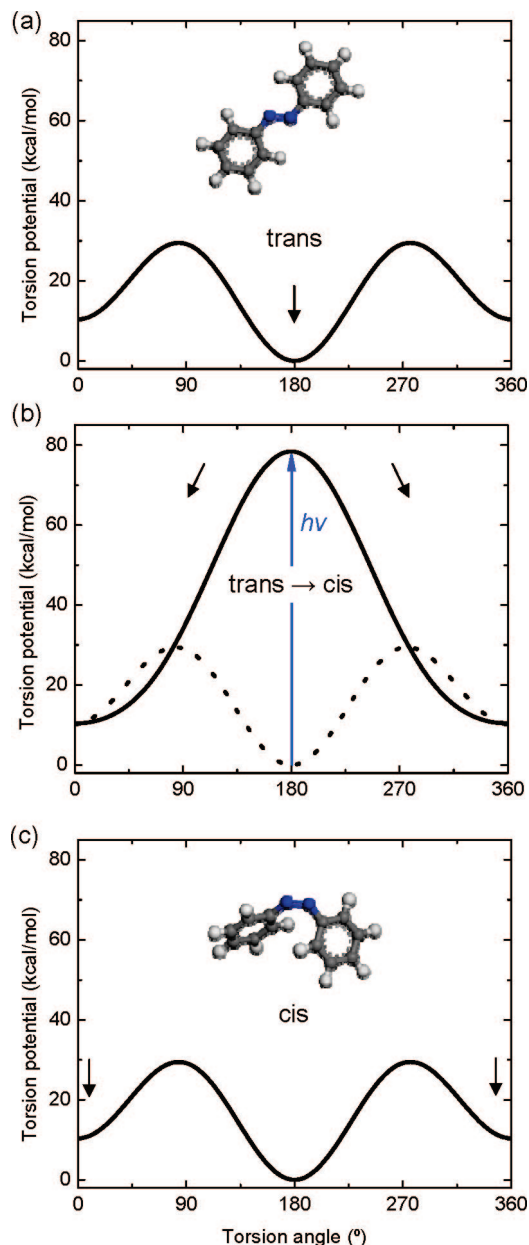 (a)
80
60
40
20
0
Torsion potential (kcal/mol)
trans
0 90 180 270 360
(b)
80
60
40
20
0
Torsion potential (kcal/mol)
hν
trans → cis
0 90 180 270 360
(c)
80
60
40
20
0
Torsion potential (kcal/mol)
cis
0 90 180 270 360
Torsion angle (º)